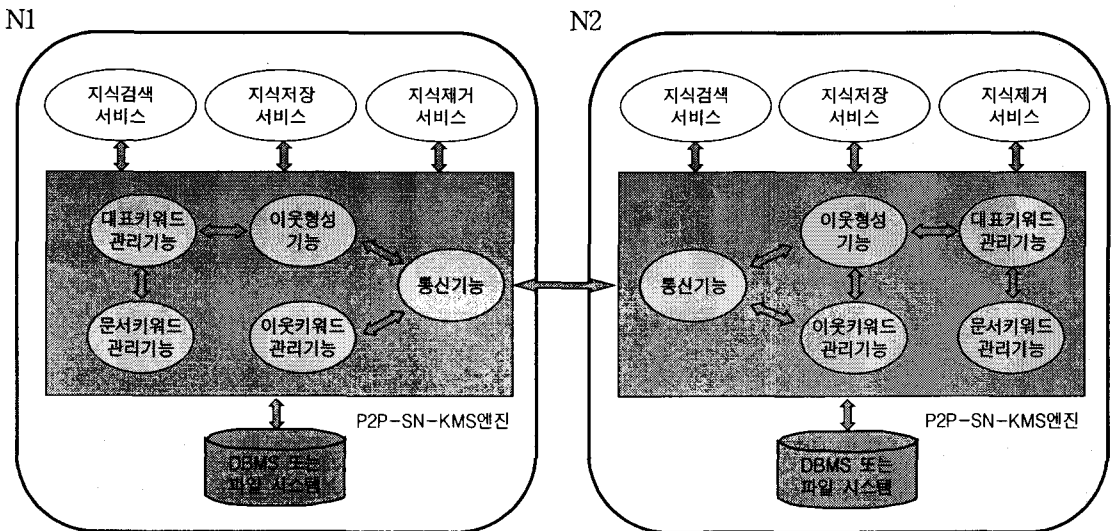 N1
지식검색
서비스
지식저장
서비스
지식제거
서비스
대표키워드
관리기능
이웃형성
기능
통신기능
문서키워드
관리기능
이웃키워드
관리기능
P2P-SN-KMS엔진
DBMS 또는
파일 시스템
N2
지식검색
서비스
지식저장
서비스
지식제거
서비스
통신기능
이웃형성
기능
대표키워드
관리기능
이웃키워드
관리기능
문서키워드
관리기능
P2P-SN-KMS엔진
DBMS 또는
파일 시스템